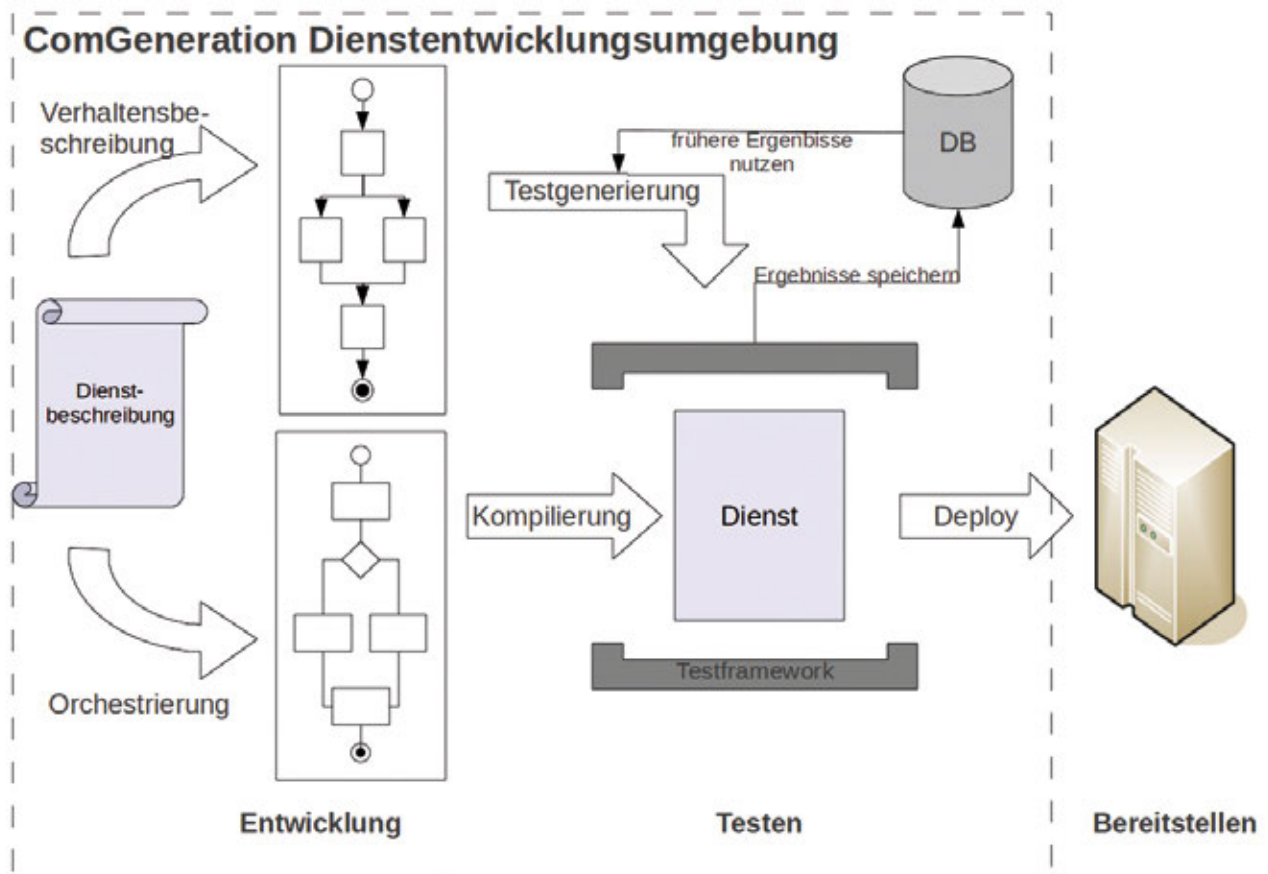 ComGeneration Dienstentwicklungsumgebung
Verhaltensbe-
schreibung
frühere Ergenbisse
nutzen
DB
Testgenerierung
Ergebnisse speichern
Dienst-
beschreibung
Kompilierung
Dienst
Deploy
Testframework
Orchestrierung
Entwicklung
Testen
Bereitstellen